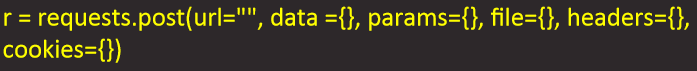 r = requests.post(url="", data ={}, params={}, file={}, headers={},
cookies={})